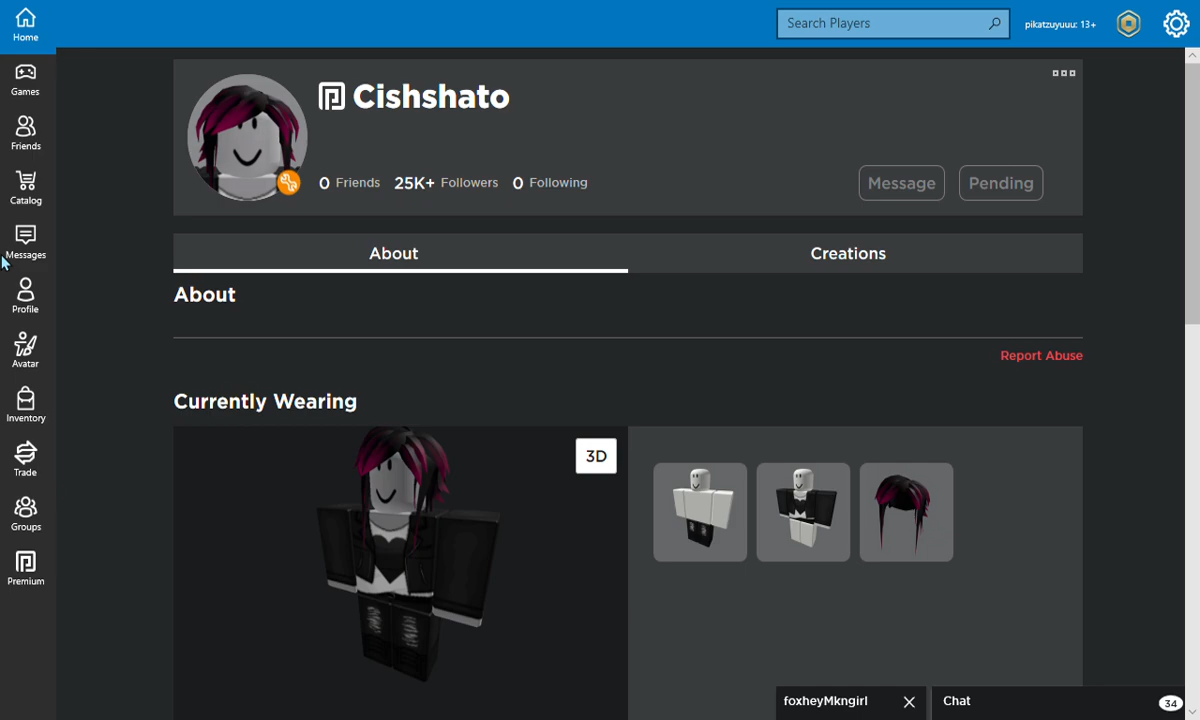 Home
Search Players
pikatzuyuuu: 13+
Games
Friends
Catalog
Messages
Profile
Avatar
Inventory
Trade
Groups
Premium
Cishshato
0 Friends 25K+ Followers 0 Following
Message
Pending
About
Creations
About
Report Abuse
Currently Wearing
3D
foxheyMkngirl
Chat
34